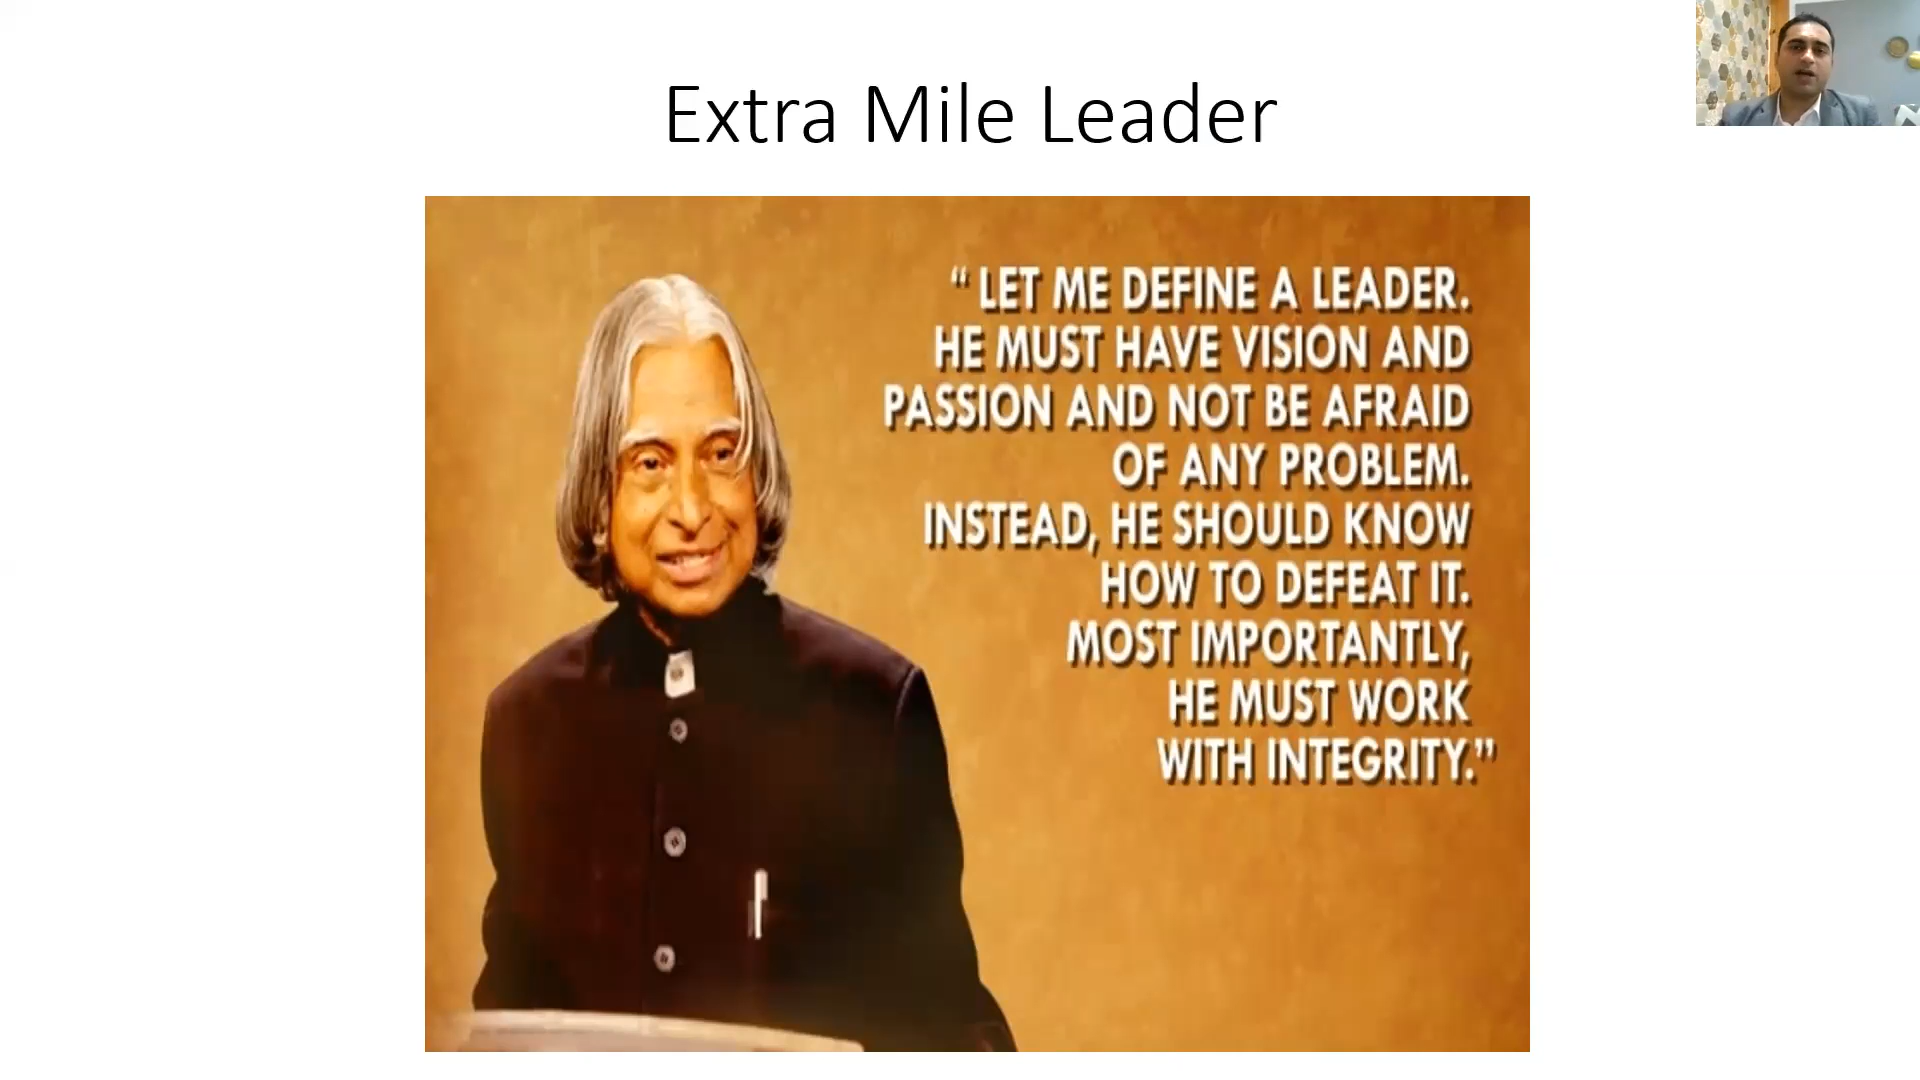 Extra Mile Leader
“ LET ME DEFINE A LEADER.
HE MUST HAVE VISION AND
PASSION AND NOT BE AFRAID
OF ANY PROBLEM.
INSTEAD, HE SHOULD KNOW
HOW TO DEFEAT IT.
MOST IMPORTANTLY,
HE MUST WORK
WITH INTEGRITY.”